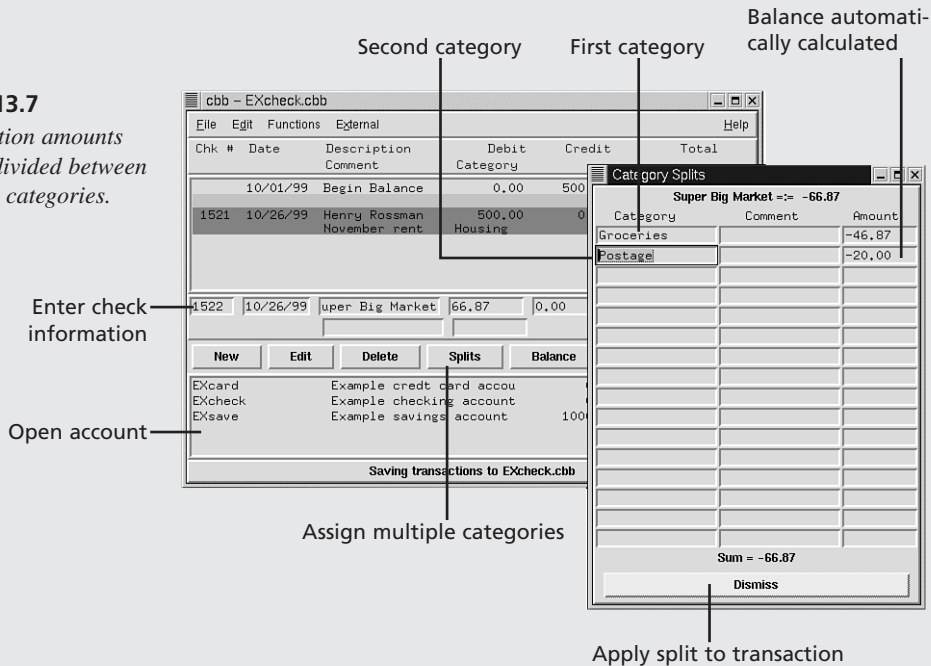 Balance automati-
cally calculated
Second category
First category
13.7
tion amounts
divided between
categories.
cbb – EXcheck.cbb
File Edit Functions External Help
Chk # Date Description Debit Credit Total
Comment Category
10/01/99 Begin Balance 0.00 500
1521 10/26/99 Henry Rossman 500.00 0
November rent Housing
Category Splits
Super Big Market =:= -66.87
Category Comment Amount
Groceries -46.87
Postage -20.00
Enter check
information
1522 10/26/99 uper Big Market 66.87 0.00
New Edit Delete Splits Balance
EXcard Example credt card accou
EXcheck Example checking account
EXsave Example savings account 100
Open account
Saving transactions to EXcheck.cbb
Assign multiple categories
Sum = -66.87
Dismiss
Apply split to transaction